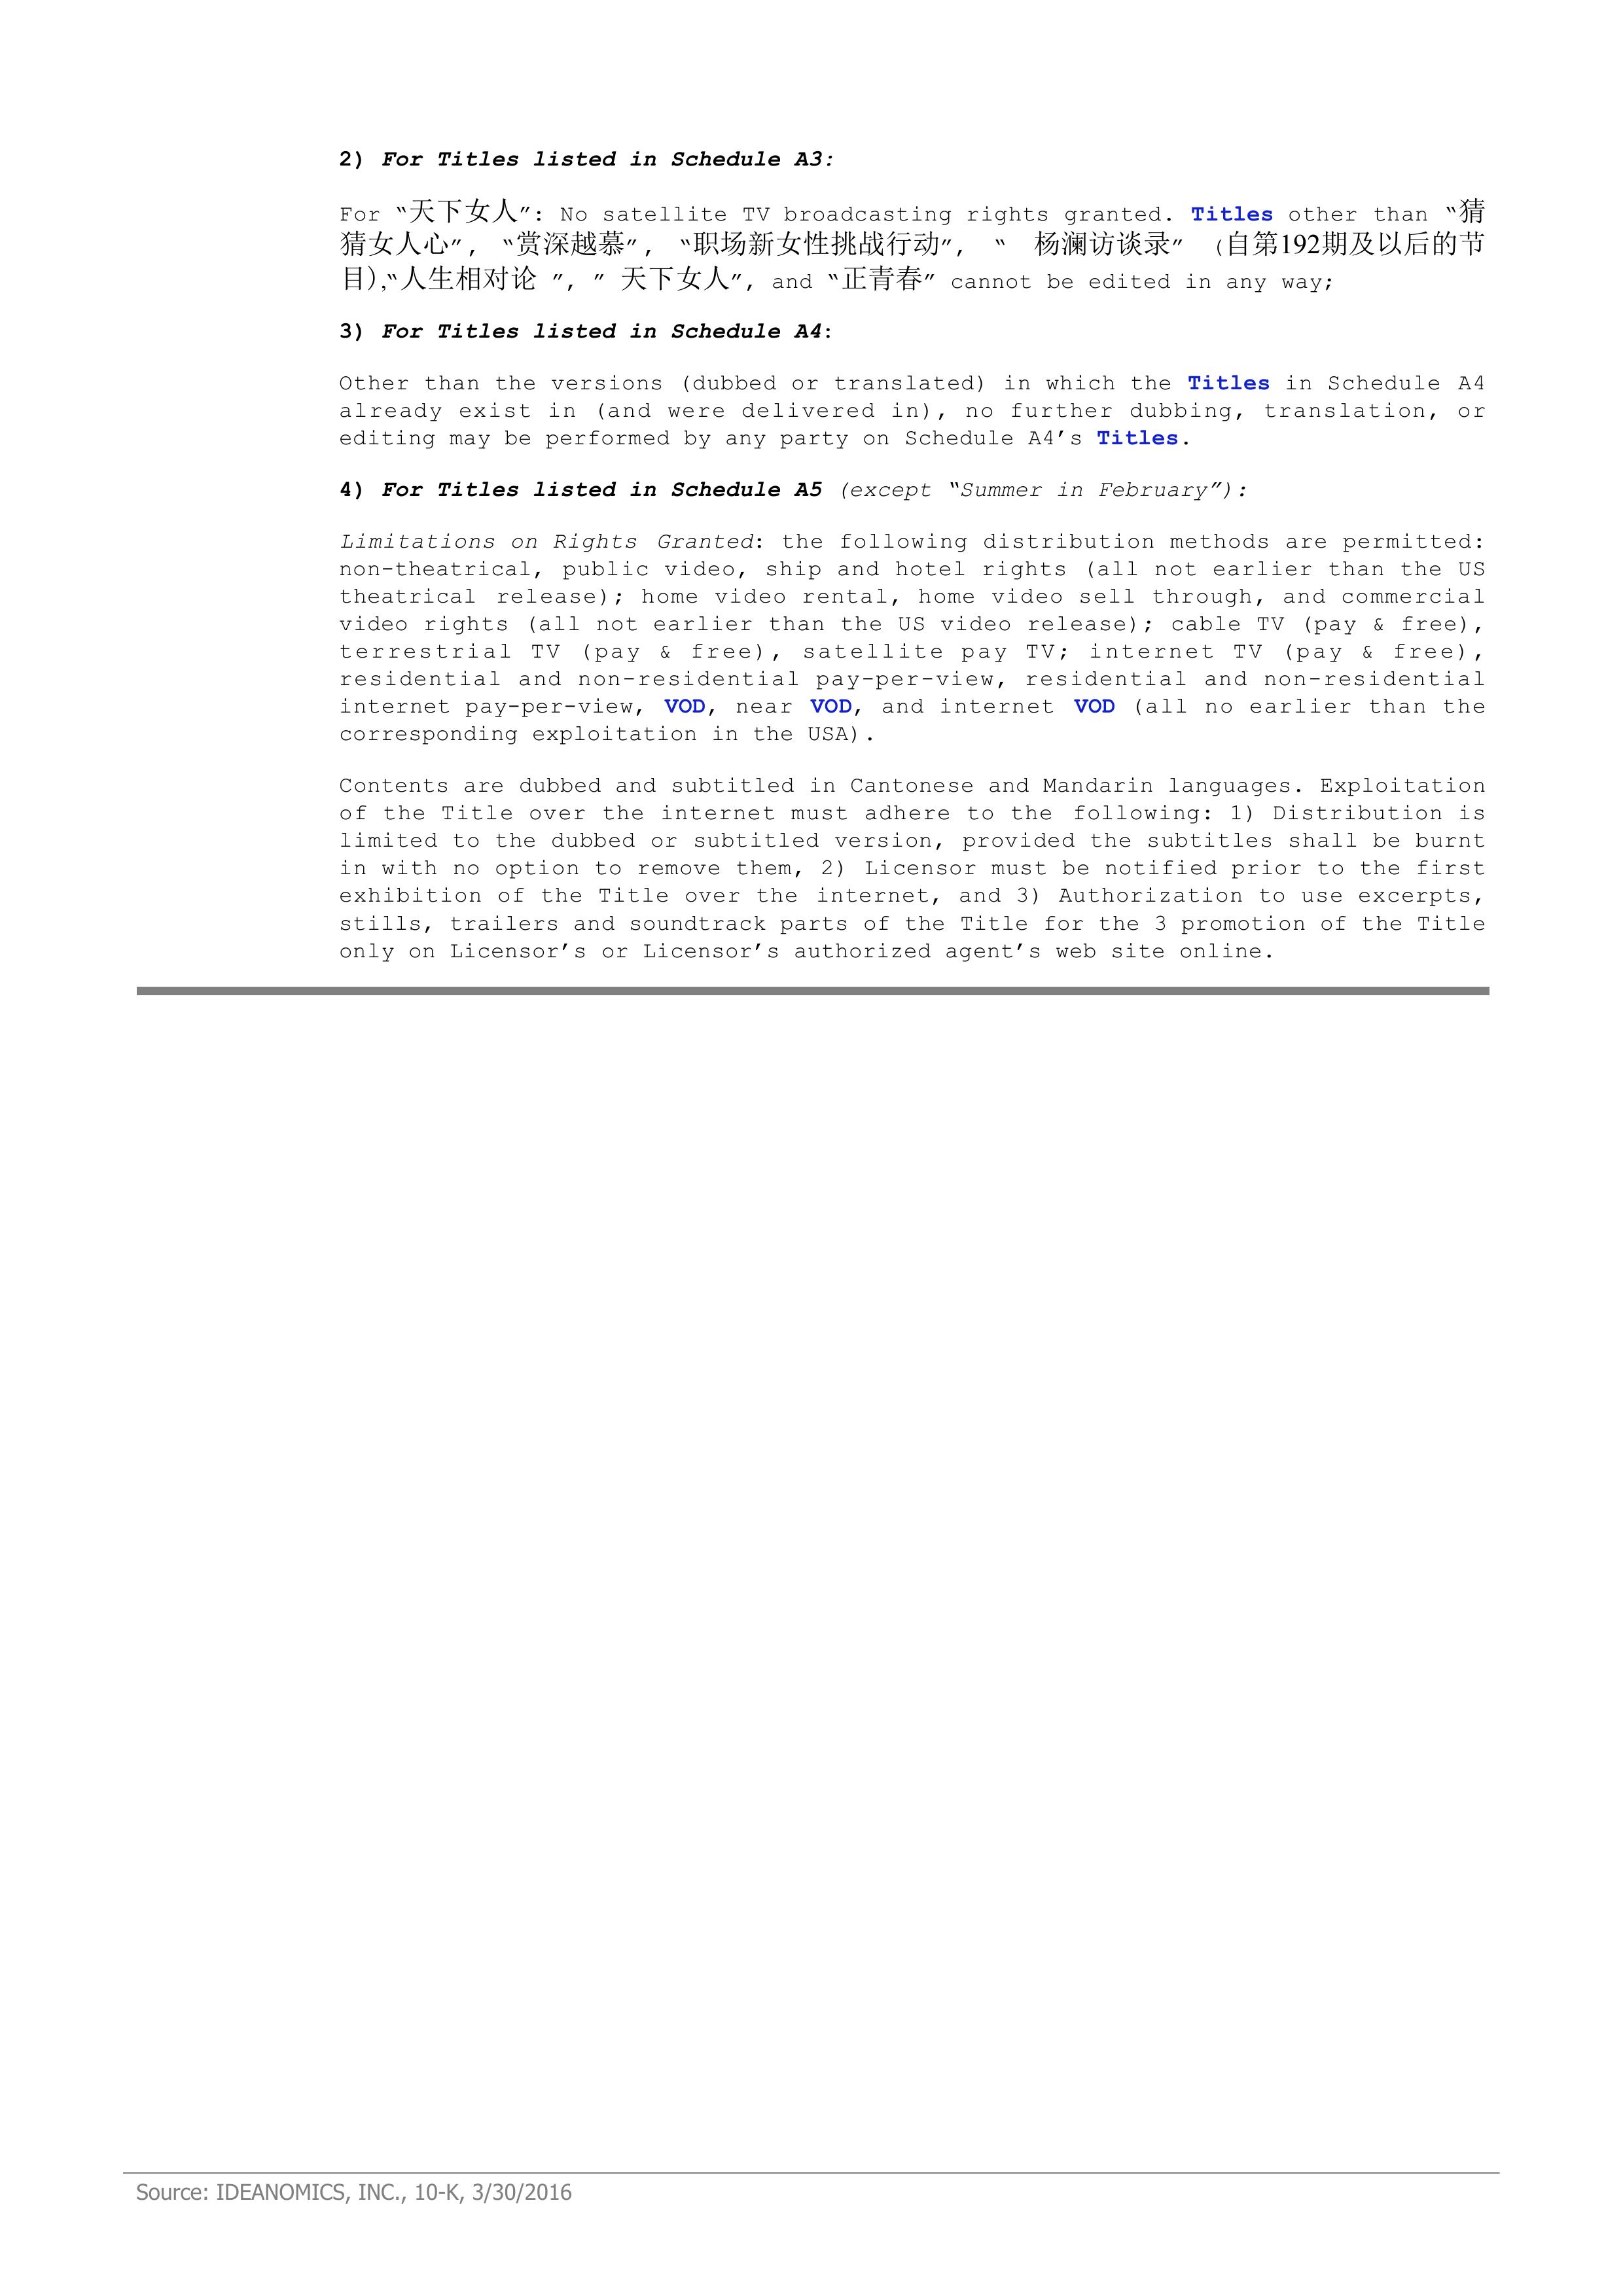 2) For Titles listed in Schedule A3:
For “天下女人”: No satellite TV broadcasting rights granted. Titles other than “猜
猜女人心”, “赏深越慕”, “职场新女性挑战行动”, “ 杨澜访谈录” (自第192期及以后的节
目),“人生相对论 ”, ” 天下女人”, and “正青春” cannot be edited in any way;
3) For Titles listed in Schedule A4:
Other than the versions (dubbed or translated) in which the Titles in Schedule A4
already exist in (and were delivered in), no further dubbing, translation, or
editing may be performed by any party on Schedule A4’s Titles.
4) For Titles listed in Schedule A5 (except “Summer in February”):
Limitations on Rights Granted: the following distribution methods are permitted:
non-theatrical, public video, ship and hotel rights (all not earlier than the US
theatrical release); home video rental, home video sell through, and commercial
video rights (all not earlier than the US video release); cable TV (pay & free),
terrestrial TV (pay & free), satellite pay TV; internet TV (pay & free),
residential and non-residential pay-per-view, residential and non-residential
internet pay-per-view, VOD, near VOD, and internet VOD (all no earlier than the
corresponding exploitation in the USA).
Contents are dubbed and subtitled in Cantonese and Mandarin languages. Exploitation
of the Title over the internet must adhere to the following: 1) Distribution is
limited to the dubbed or subtitled version, provided the subtitles shall be burnt
in with no option to remove them, 2) Licensor must be notified prior to the first
exhibition of the Title over the internet, and 3) Authorization to use excerpts,
stills, trailers and soundtrack parts of the Title for the 3 promotion of the Title
only on Licensor’s or Licensor’s authorized agent’s web site online.
Source: IDEANOMICS, INC., 10-K, 3/30/2016